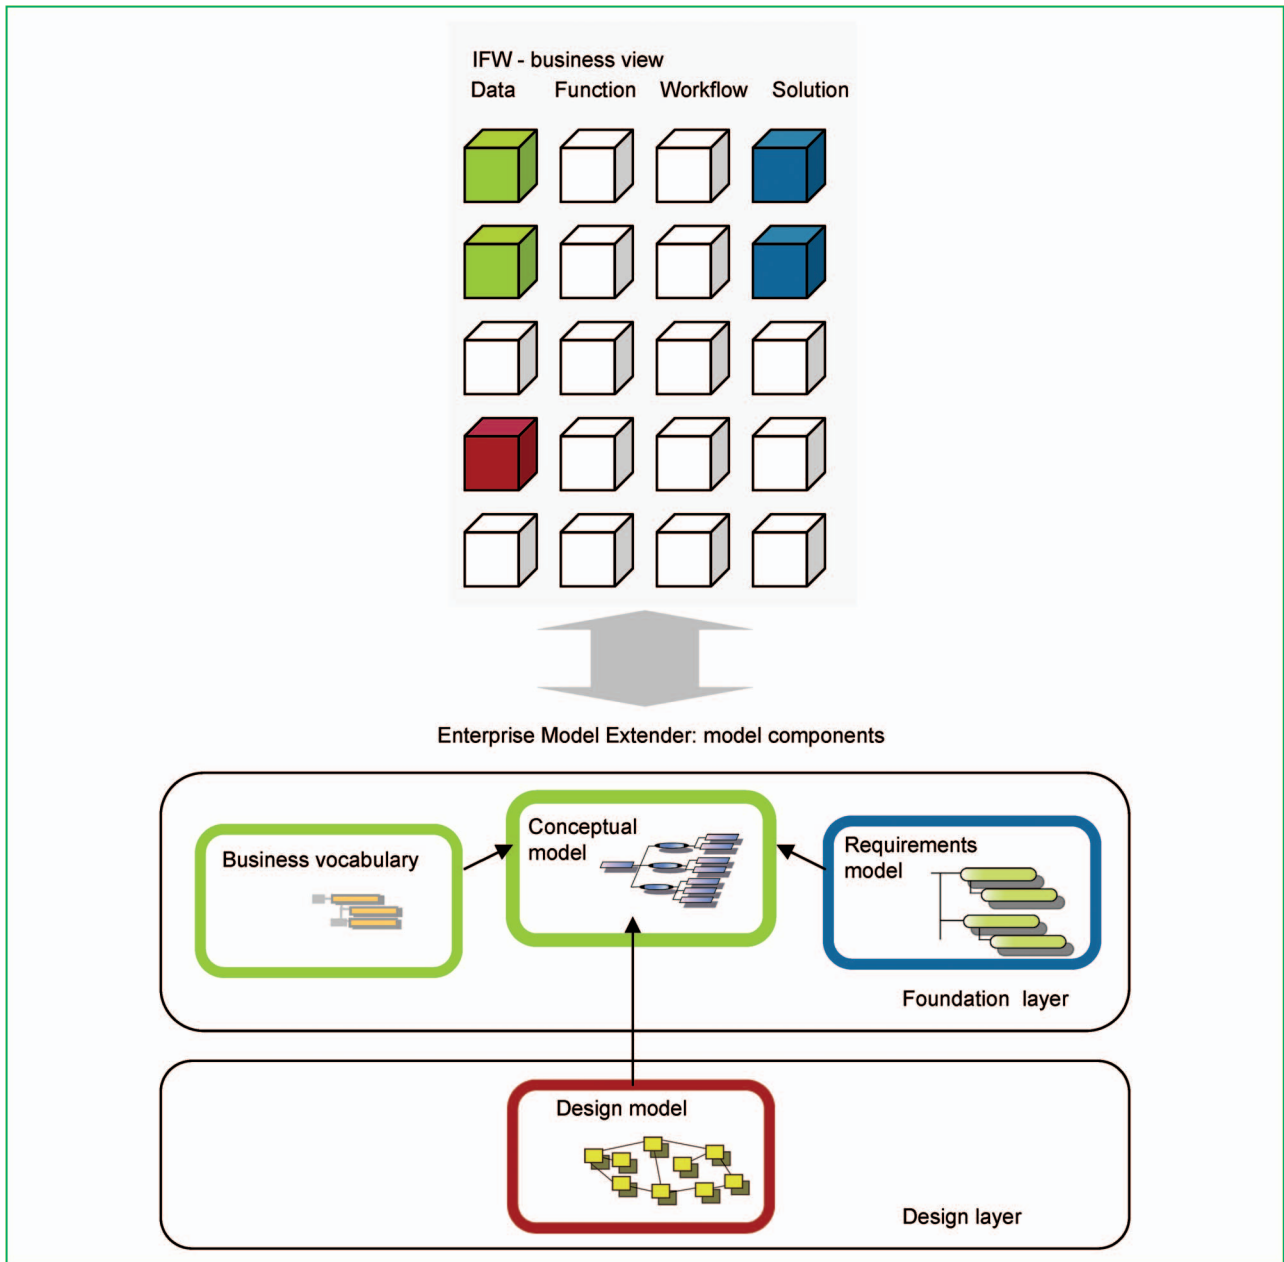 IFW - business view
Data Function Workflow Solution
Enterprise Model Extender: model components
Business vocabulary
Conceptual
model
Requirements
model
Foundation layer
Design model
Design layer